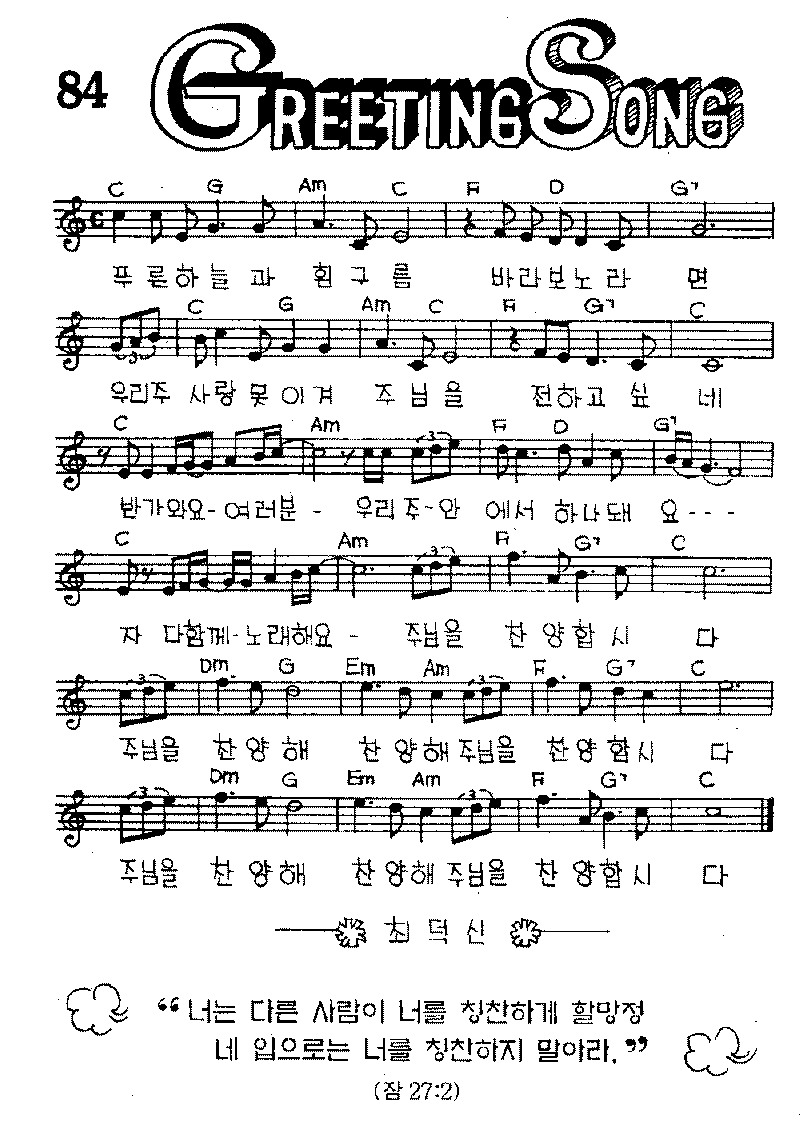 84
GREETING SONG
C G Am C F D G7
푸른하늘 과 흰 구 름 바라보노 라 면
C G Am C F G7 C
우리주 사랑 못 이 겨 주 님 을 전하고 싶 네
C Am F D G7
반가와요-여러분 - 우리 주-안 에서 하나돼 요 - - - -
C Am F G7 C
자 다함께-노래해요 - 주님을 찬 양 합 시 다
Dm G Em Am F G7 C
주님을 찬 양 해 찬 양 해 주님을 찬 양 합 시 다
Dm G Em Am F G7 C
주님을 찬 양 해 찬 양 해 주님을 찬 양 합 시 다
최 덕 신
“너는 다른 사람이 너를 칭찬하게 할망정
네 입으로는 너를 칭찬하지 말아라.”
(잠 27:2)